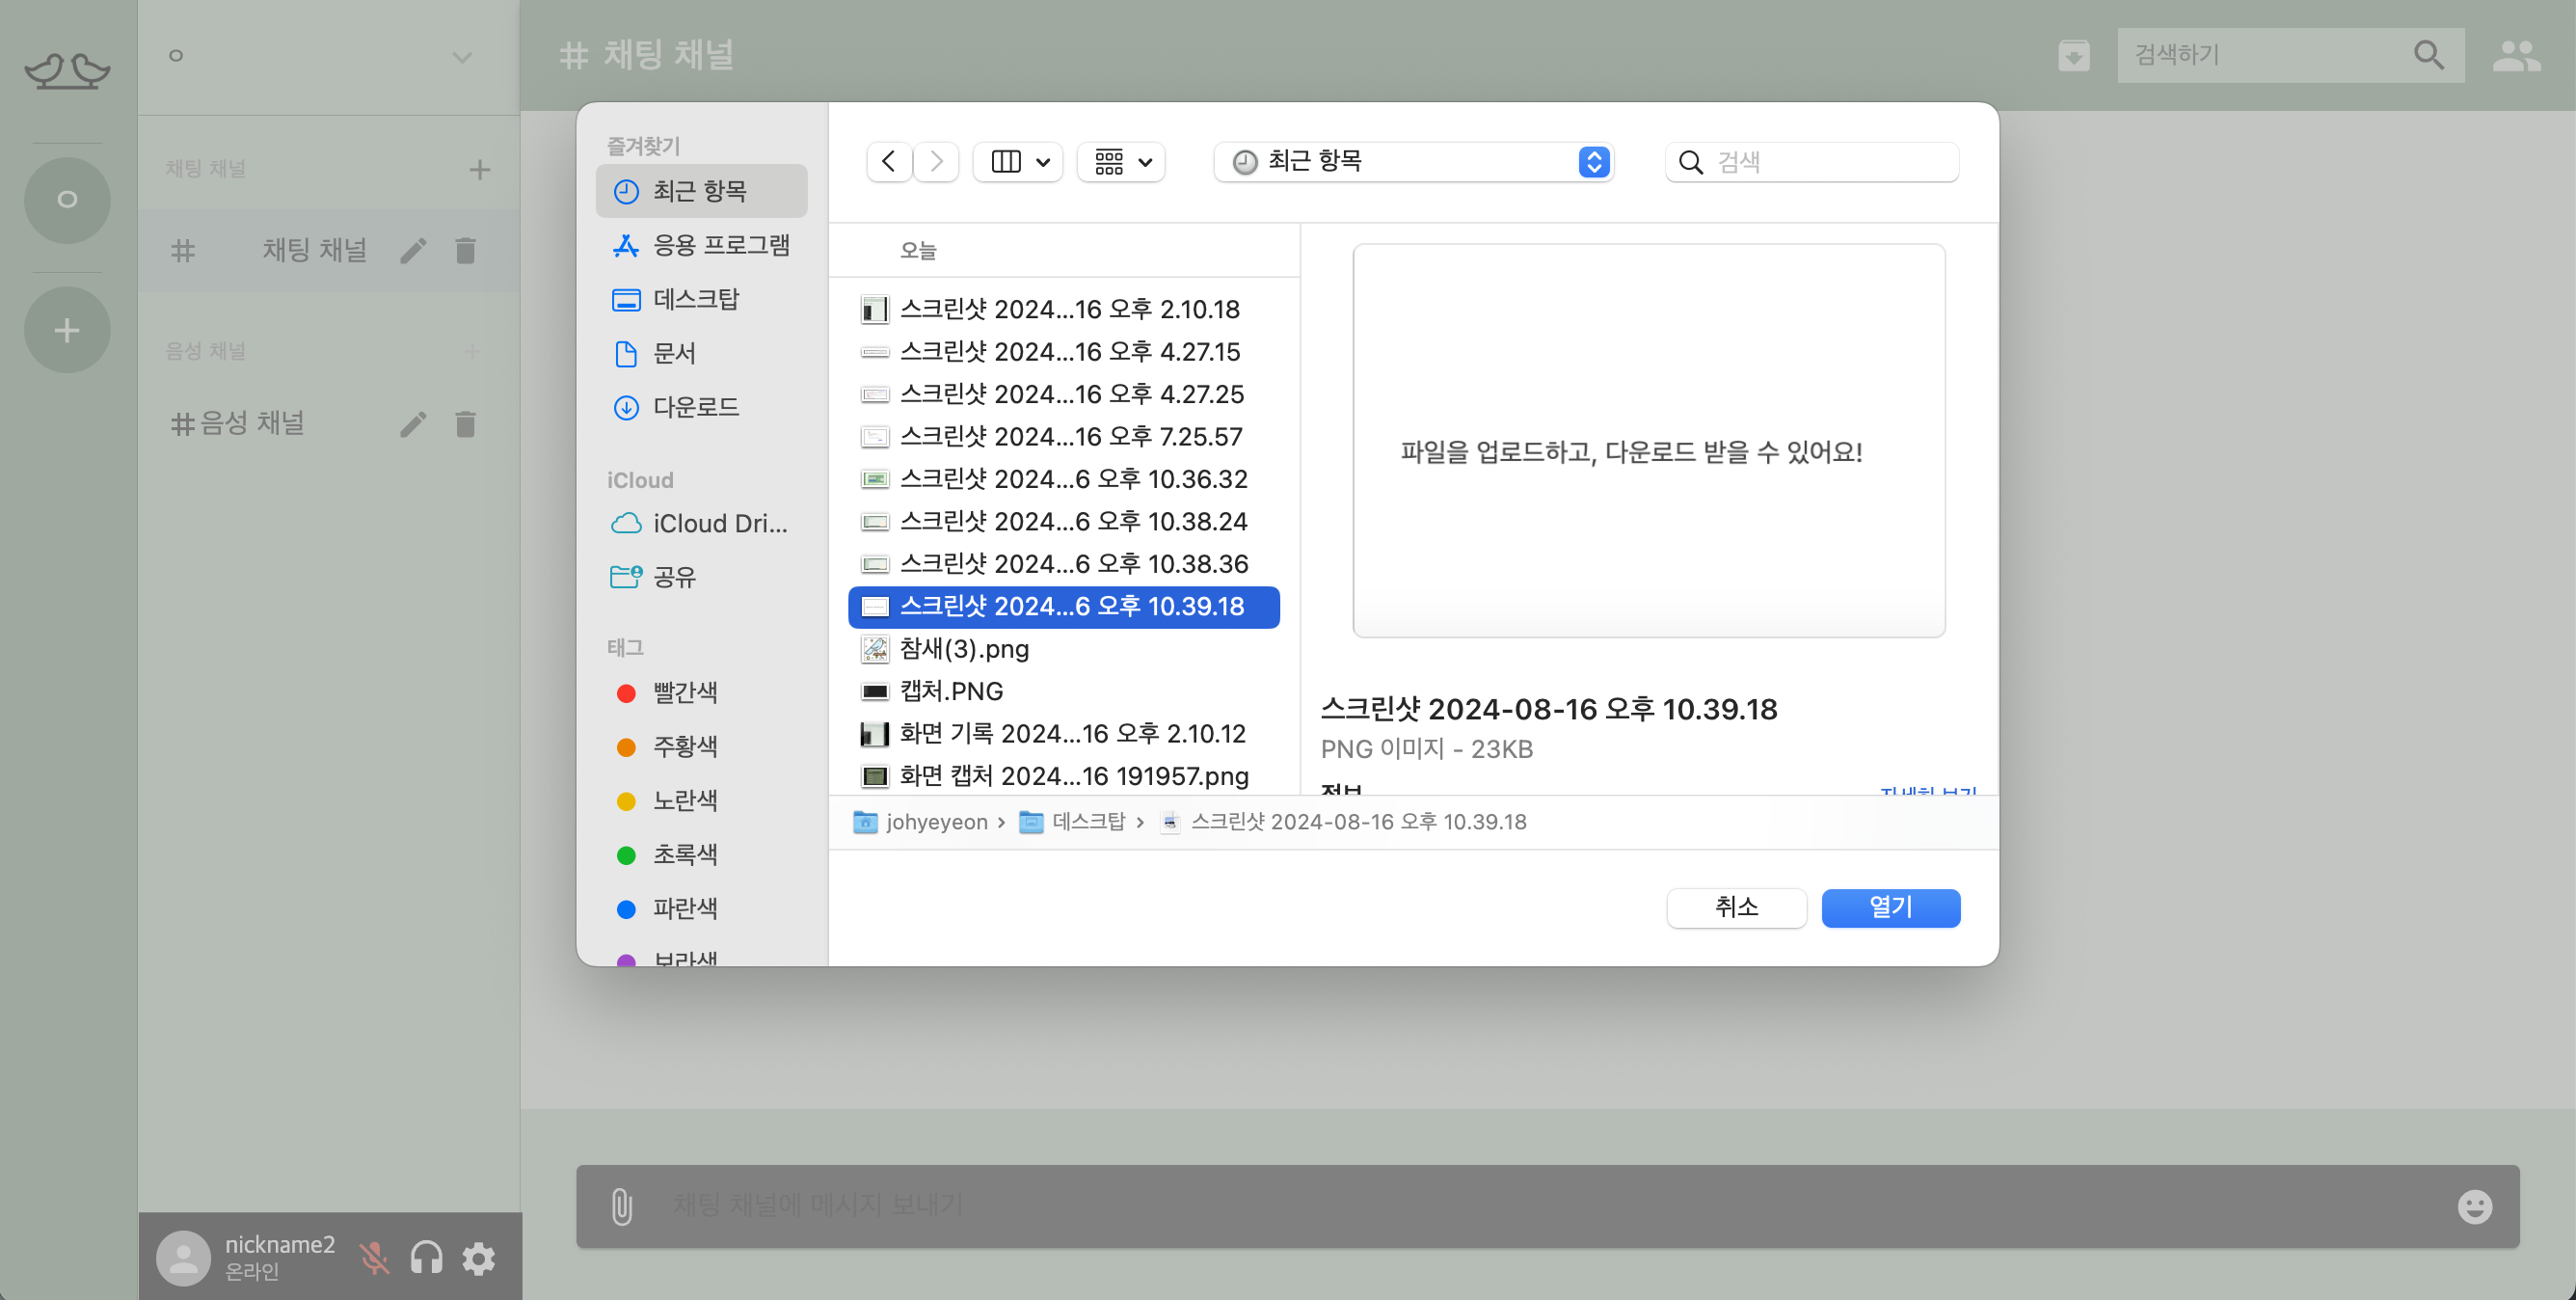 ㅇ
채팅 채널
ㅇ
채팅 채널
음성 채널
음성 채널
nickname2
온라인
채팅 채널
검색하기
채팅 채널에 메시지 보내기
즐겨찾기
최근 항목
응용 프로그램
데스크탑
문서
다운로드
iCloud
iCloud Dri...
공유
태그
빨간색
주황색
노란색
초록색
파란색
보라색
최근 항목
검색
오늘
스크린샷 2024...16 오후 2.10.18
스크린샷 2024...16 오후 4.27.15
스크린샷 2024...16 오후 4.27.25
스크린샷 2024...16 오후 7.25.57
스크린샷 2024...6 오후 10.36.32
스크린샷 2024...6 오후 10.38.24
스크린샷 2024...6 오후 10.38.36
스크린샷 2024...6 오후 10.39.18
참새(3).png
캡처.PNG
화면 기록 2024...16 오후 2.10.12
화면 캡처 2024...16 191957.png
파일을 업로드하고, 다운로드 받을 수 있어요!
스크린샷 2024-08-16 오후 10.39.18
PNG 이미지 - 23KB
정보 자세히 보기
johyeyeon › 데스크탑 › 스크린샷 2024-08-16 오후 10.39.18
취소 열기